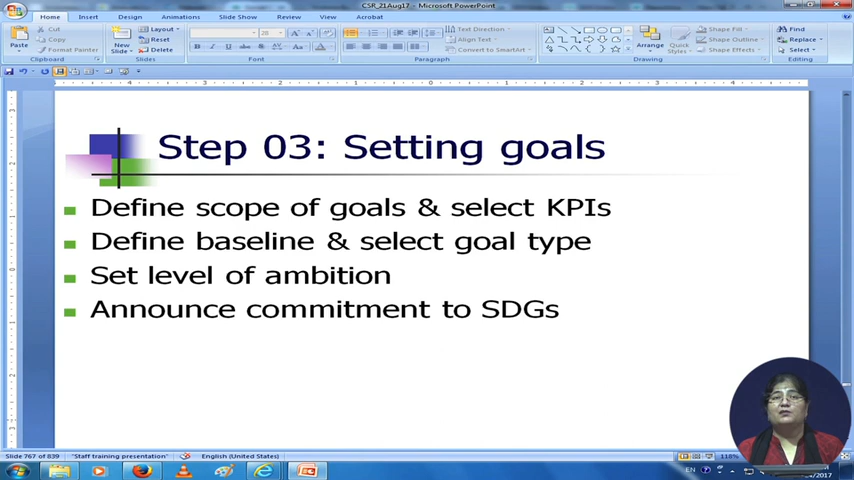 CSR_21Aug17 - Microsoft PowerPoint
Home Insert Design Animations Slide Show Review View Acrobat
Cut
Copy
Format Painter
Paste
Clipboard
New Slide
Layout
Reset
Delete
Slides
Font
Text Direction
Align Text
Convert to SmartArt
Paragraph
Arrange
Quick Styles
Shape Fill
Shape Outline
Shape Effects
Drawing
Find
Replace
Select
Editing
Step 03: Setting goals
Define scope of goals & select KPIs
Define baseline & select goal type
Set level of ambition
Announce commitment to SDGs
Slide 767 of 839 "Staff training presentation" English (United States) 118%
EN